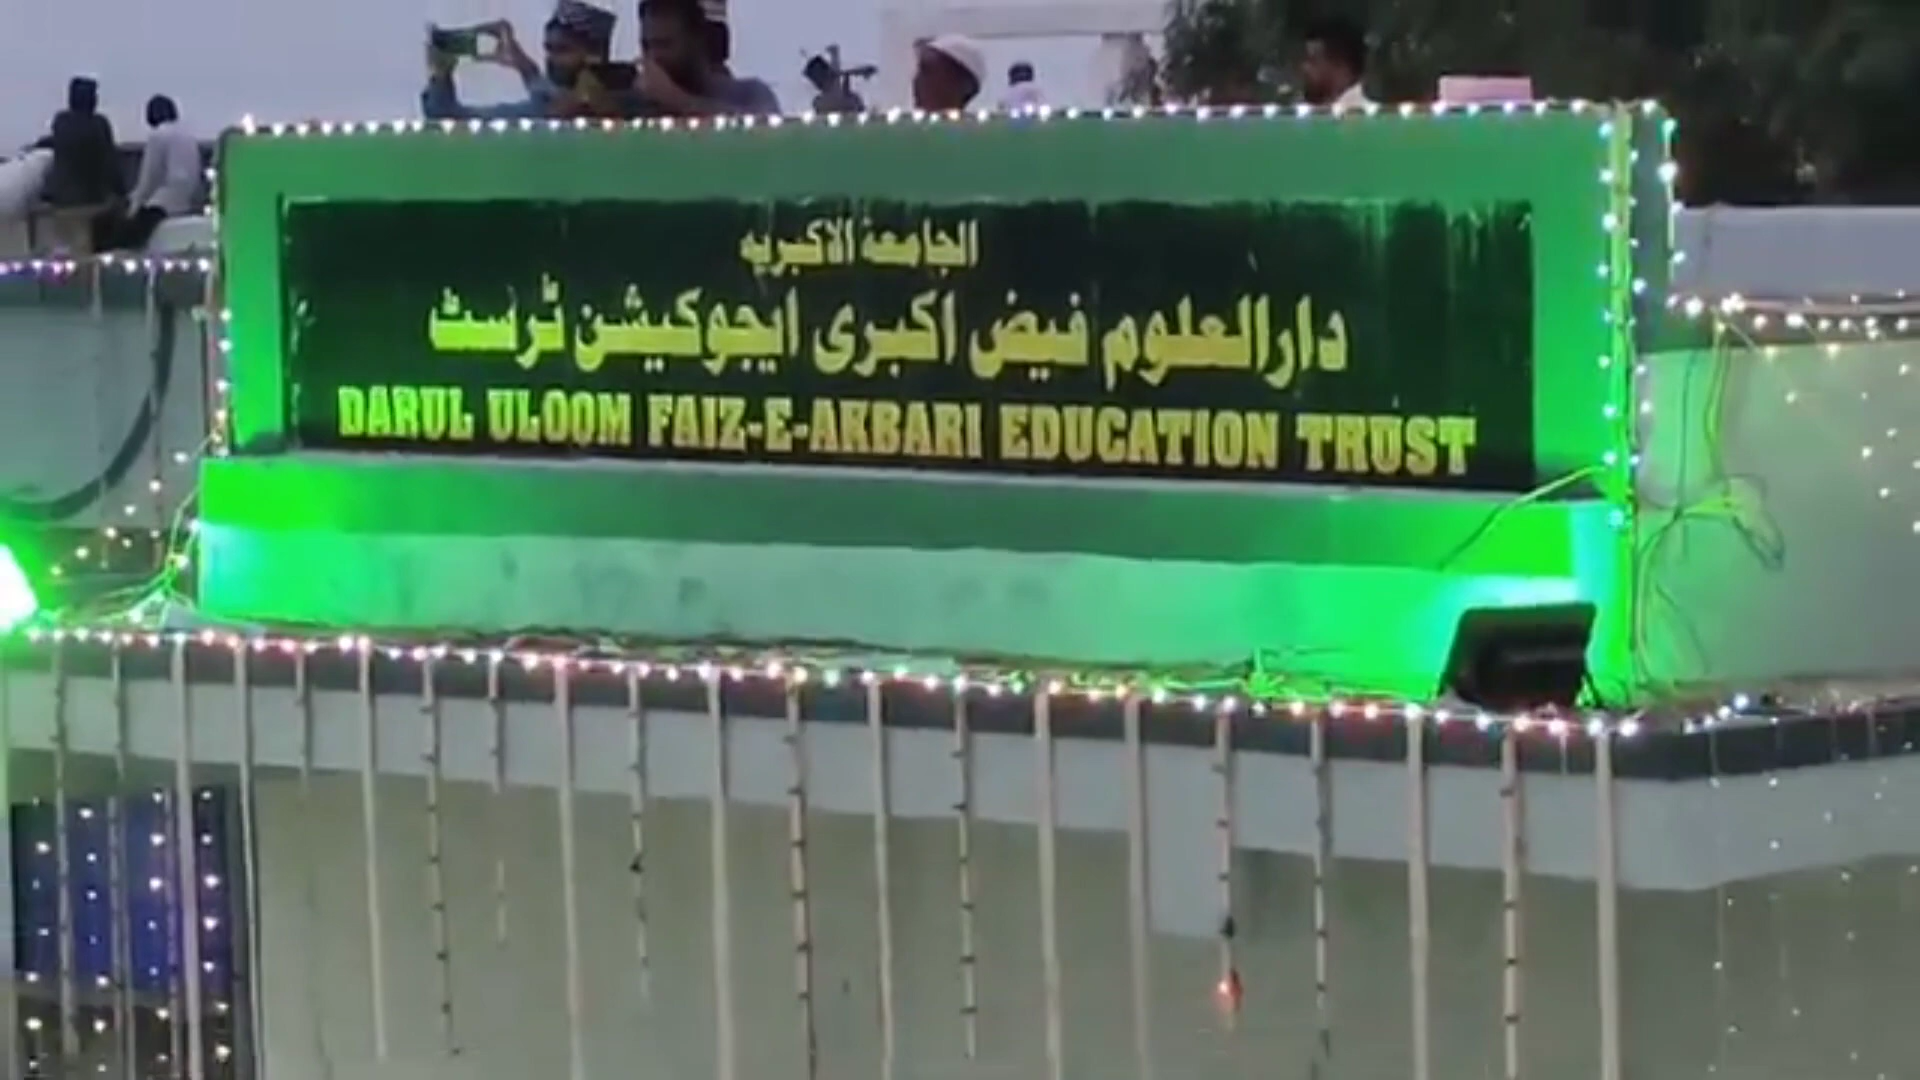 الجامعة الاکبریه
دارالعلوم فیض اکبری ایجوکیشن ٹرسٹ
DARUL ULOOM FAIZ-E-AKBARI EDUCATION TRUST